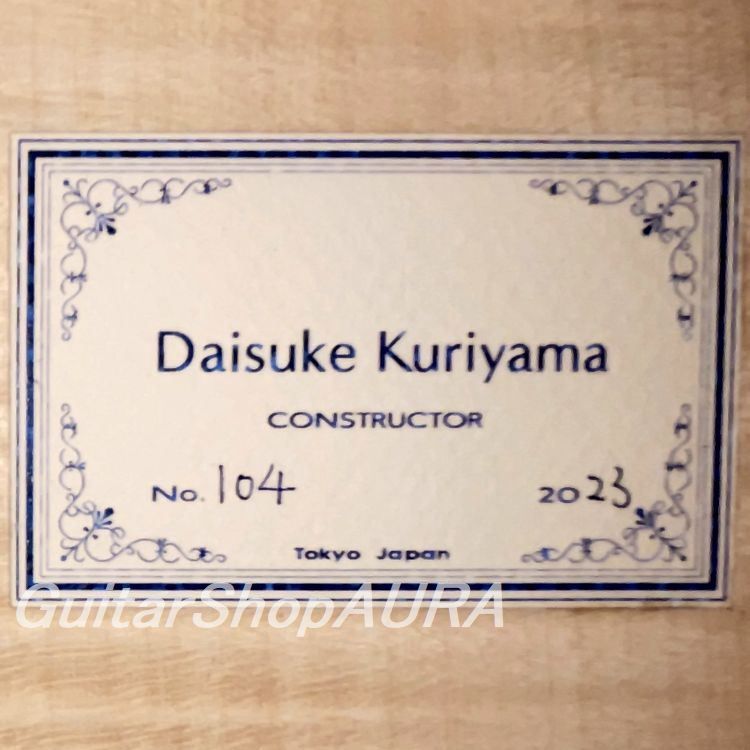 Daisuke Kuriyama
CONSTRUCTOR
No. 104 2023
Tokyo Japan
GuitarShopAURA